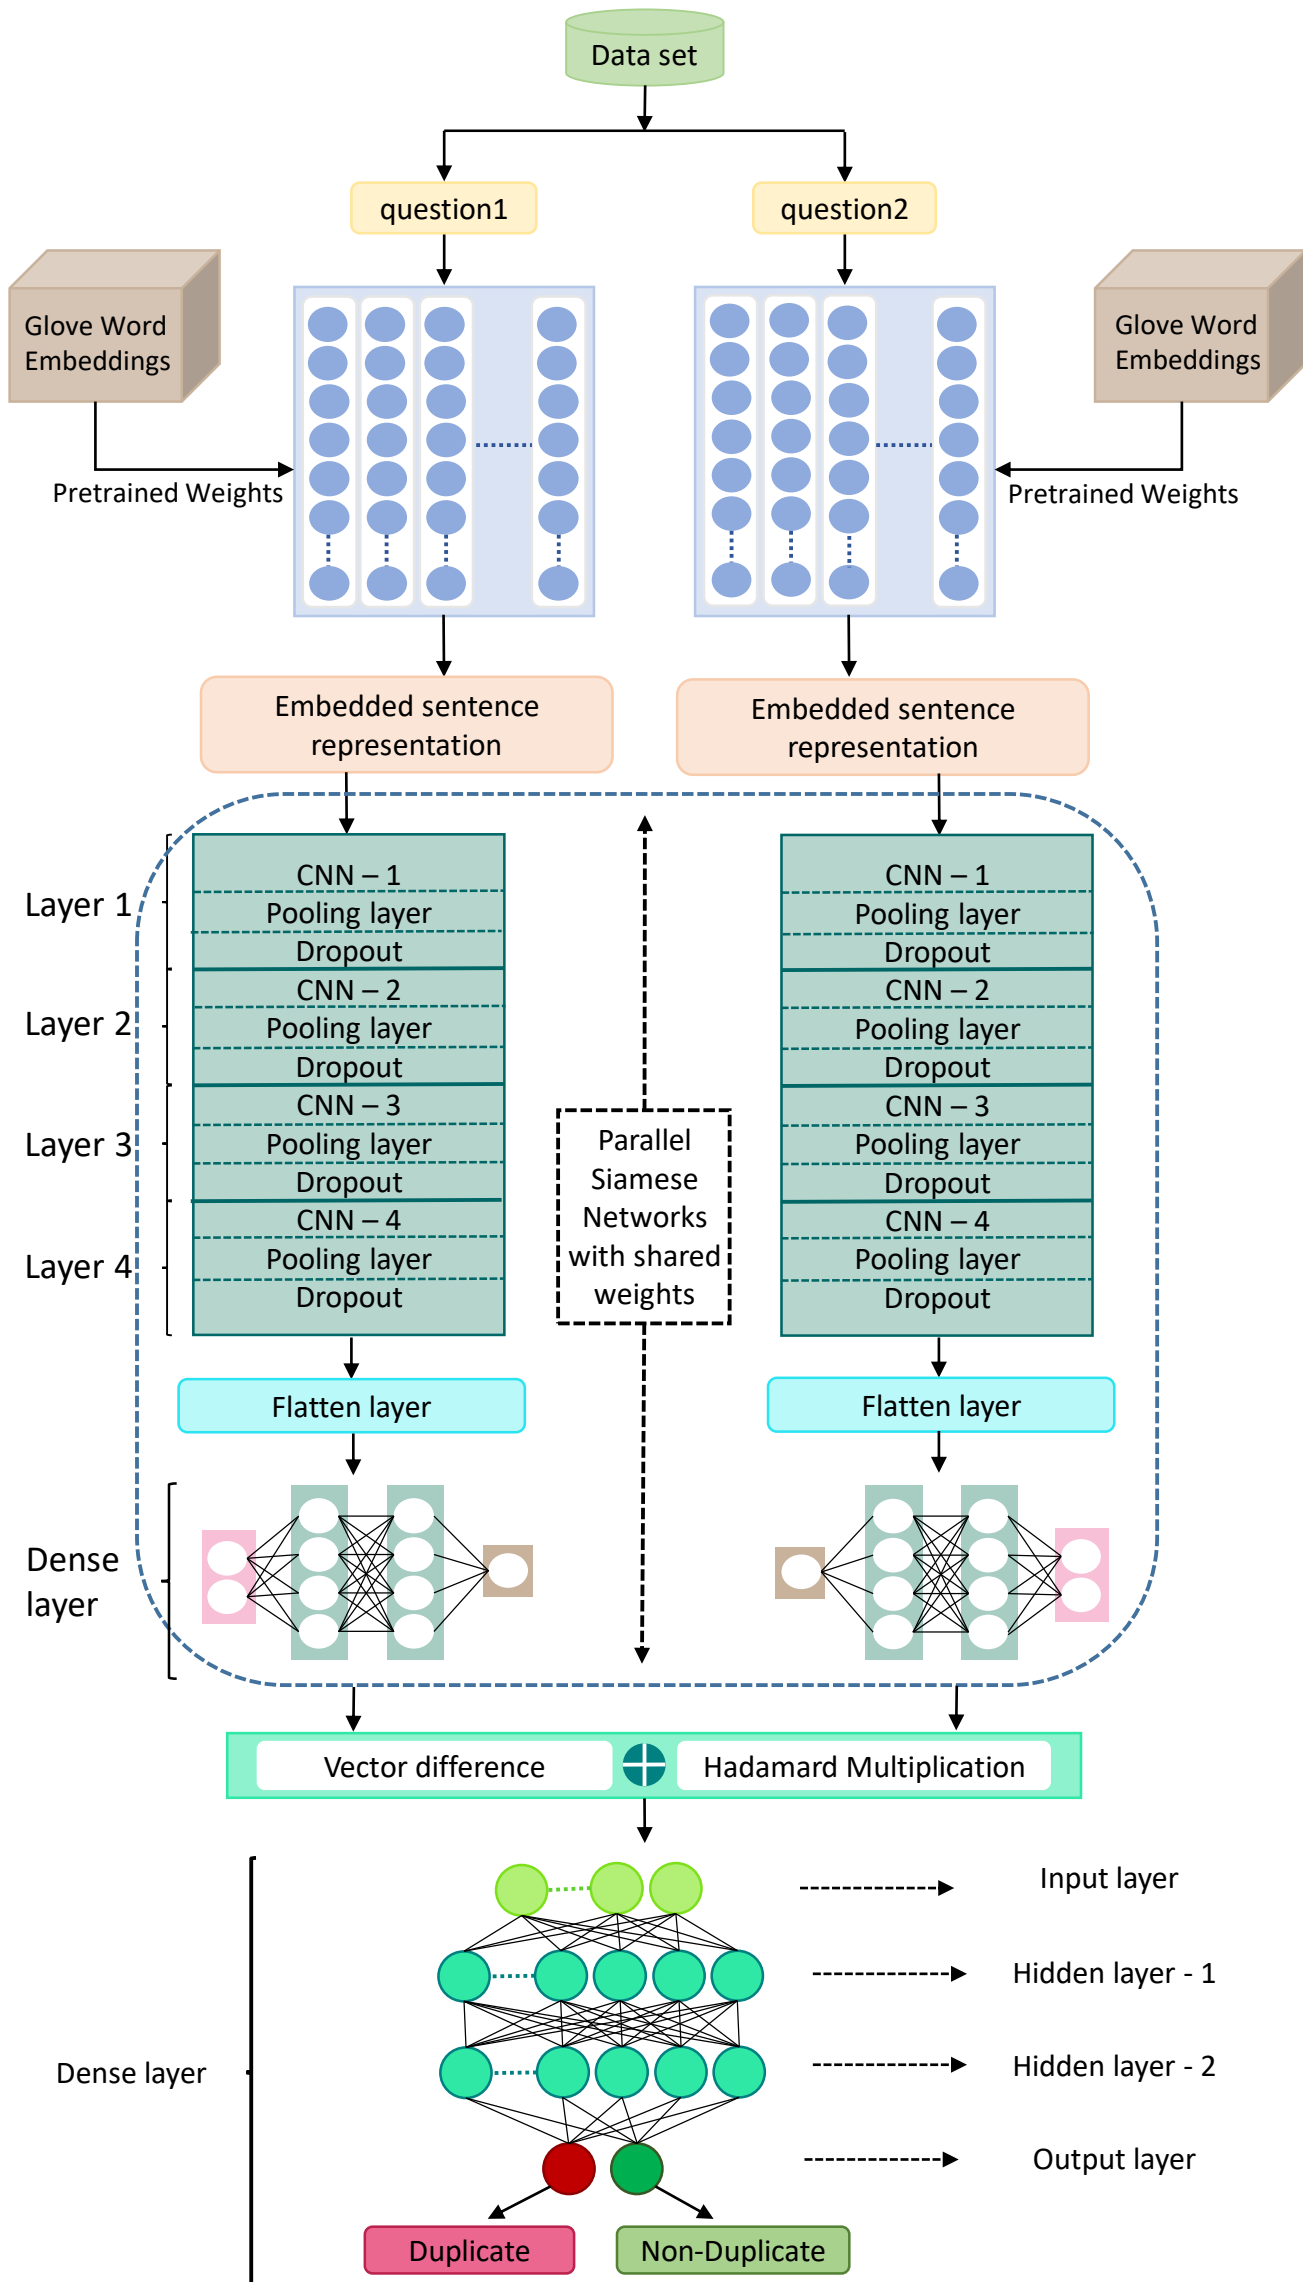 Data set
question1
question2
Glove Word
Embeddings
Glove Word
Embeddings
Pretrained Weights
Pretrained Weights
Embedded sentence
representation
Embedded sentence
representation
Layer 1
CNN – 1
Pooling layer
Dropout
Layer 2
CNN – 2
Pooling layer
Dropout
Layer 3
CNN – 3
Pooling layer
Dropout
Layer 4
CNN – 4
Pooling layer
Dropout
Parallel
Siamese
Networks
with shared
weights
CNN – 1
Pooling layer
Dropout
CNN – 2
Pooling layer
Dropout
CNN – 3
Pooling layer
Dropout
CNN – 4
Pooling layer
Dropout
Flatten layer
Flatten layer
Dense
layer
Vector difference
Hadamard Multiplication
Input layer
Hidden layer - 1
Hidden layer - 2
Dense layer
Output layer
Duplicate
Non-Duplicate